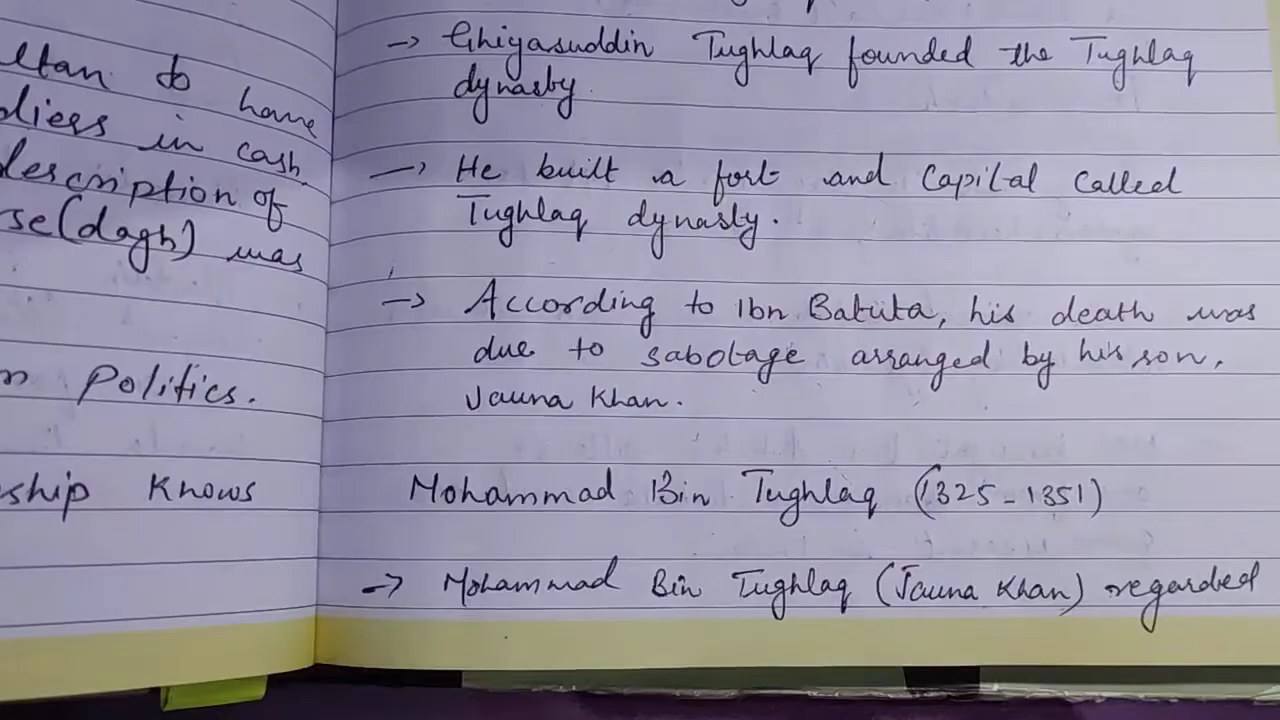 ltan to have
diers in cash.
description of
se(dagh) was
Politics.
ship Knows
→ Ghiyasuddin Tughlaq founded the Tughlaq
dynasty.
→ He built a fort and Capital called
Tughlaq dynasty.
→ According to Ibn Batuta, his death was
due to sabotage arranged by his son,
Jauna Khan.
Mohammad Bin Tughlaq (1325-1351)
→ Mohammad Bin Tughlaq (Jauna Khan) regarded